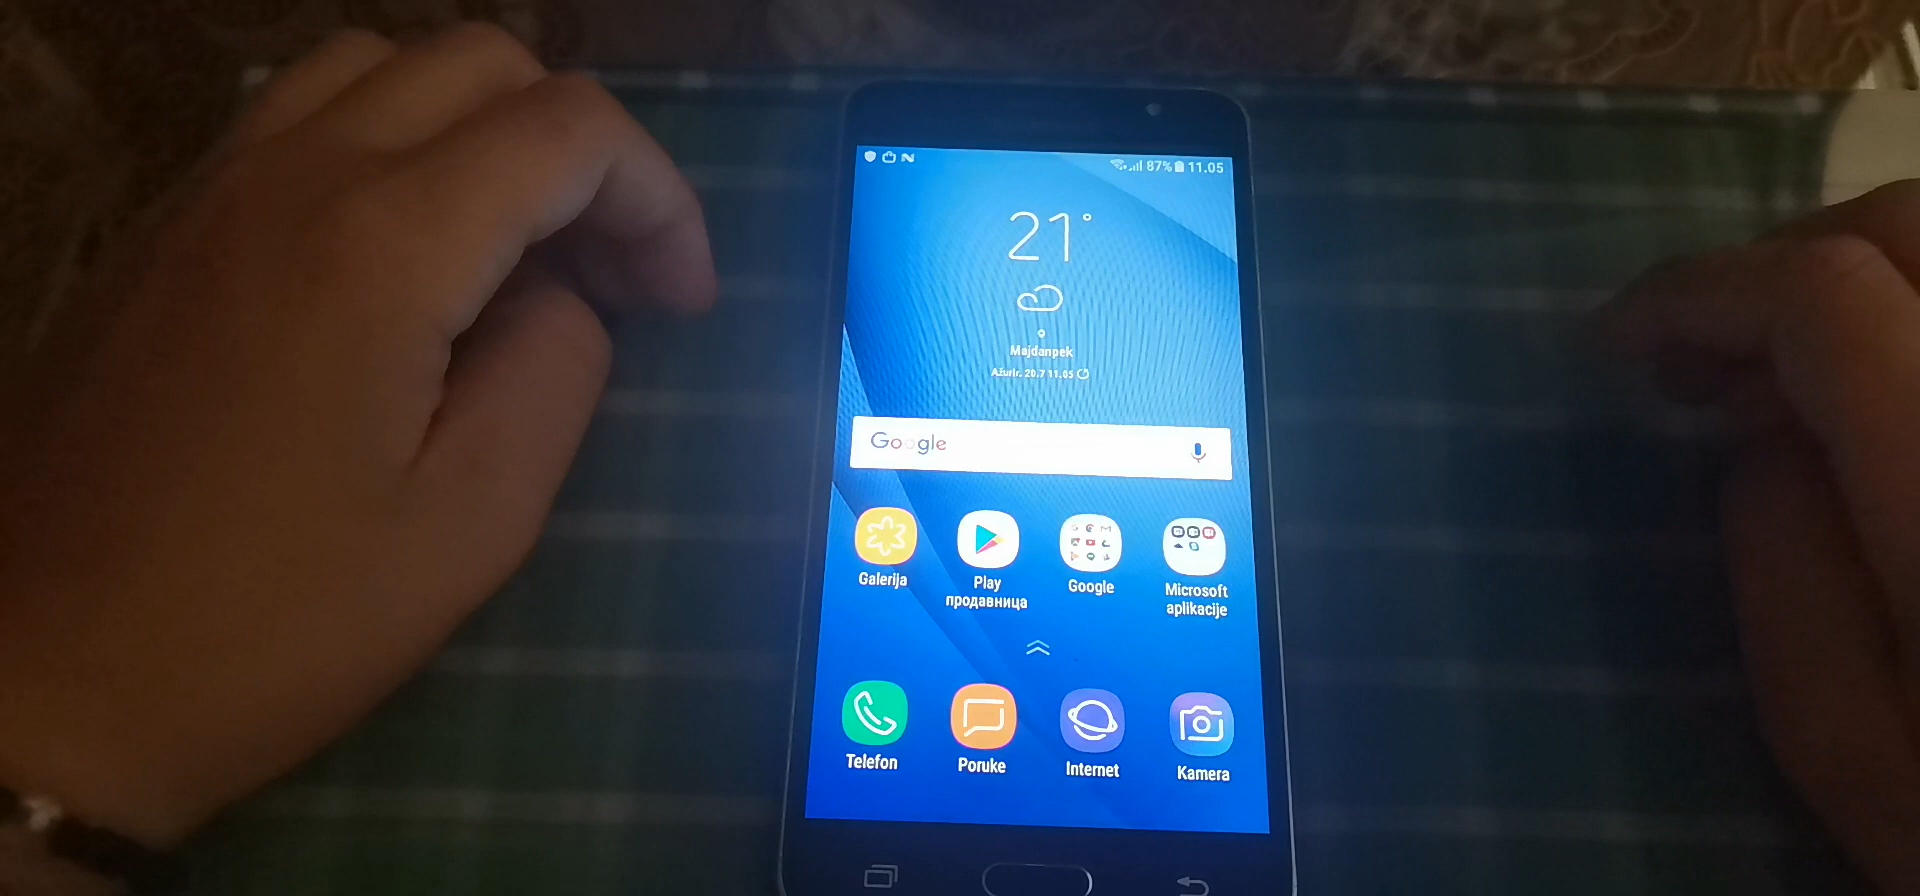 87% 11.05
21°
Majdanpek
Ažurir. 20.7 11.05
Google
Galerija
Play
продавница
Google
Microsoft
aplikacije
Telefon
Poruke
Internet
Kamera